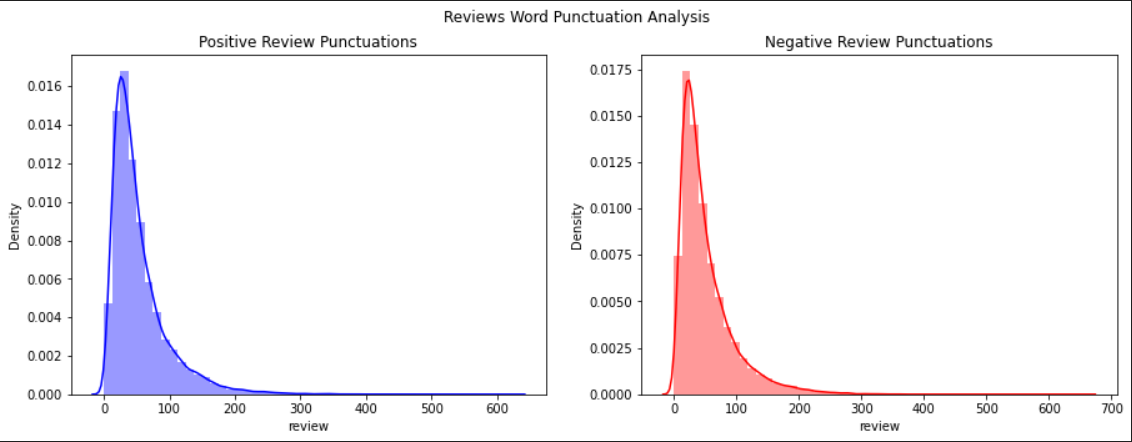 Reviews Word Punctuation Analysis
Positive Review Punctuations
0.016
0.014
0.012
0.010
0.008
0.006
0.004
0.002
0.000
Density
0 100 200 300 400 500 600
review
Negative Review Punctuations
0.0175
0.0150
0.0125
0.0100
0.0075
0.0050
0.0025
0.0000
Density
0 100 200 300 400 500 600 700
review